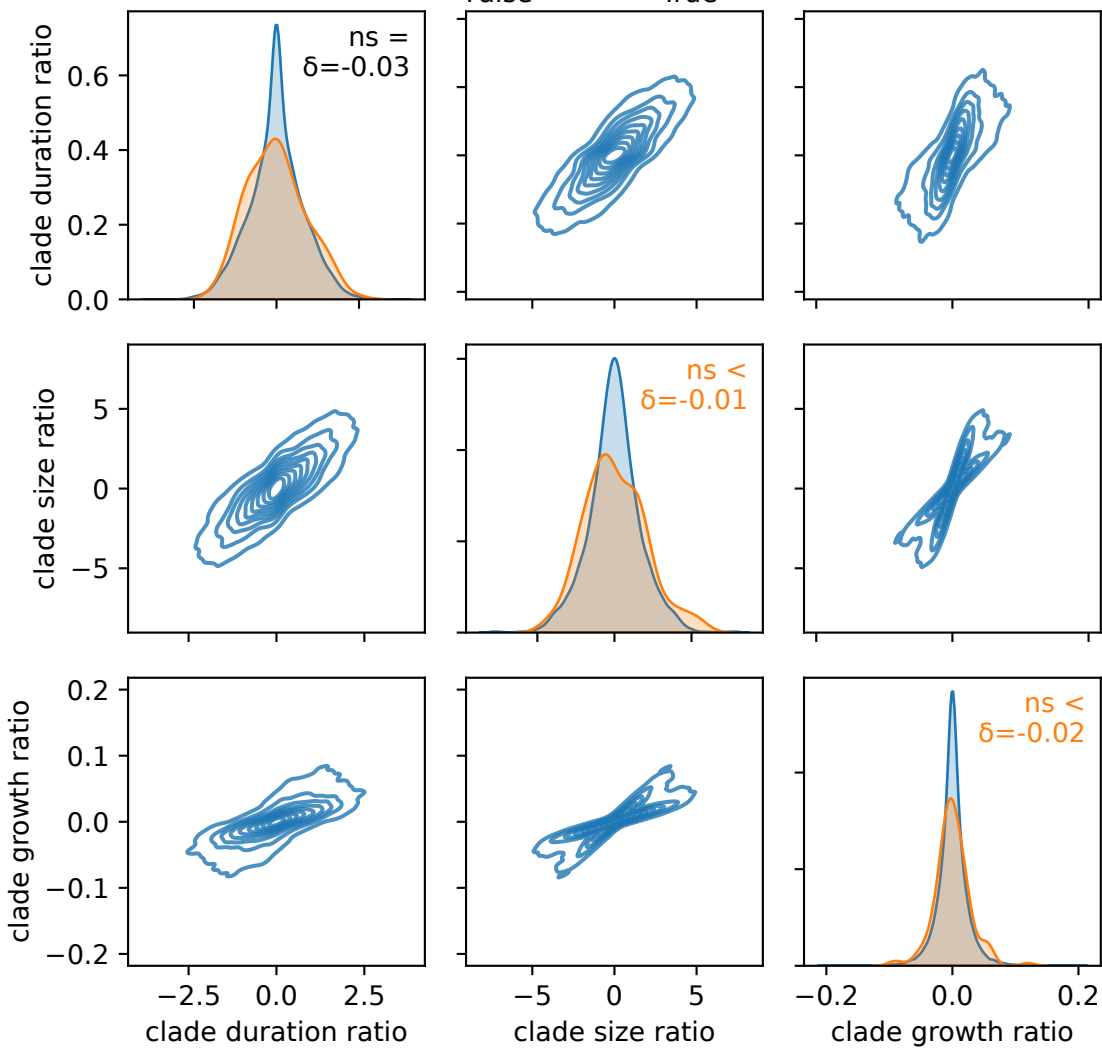 clade duration ratio
0.6
0.4
0.2
0.0
ns =
δ=-0.03
clade size ratio
5
0
−5
ns <
δ=-0.01
clade growth ratio
0.2
0.1
0.0
−0.1
−0.2
ns <
δ=-0.02
−2.5
0.0
2.5
−5
0
5
−0.2
0.0
0.2
clade duration ratio
clade size ratio
clade growth ratio